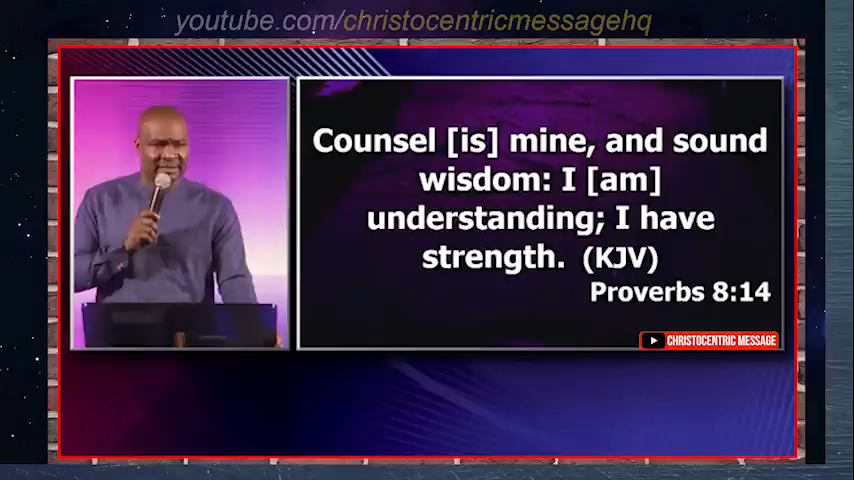 youtube.com/christocentricmessagehq
Counsel [is] mine, and sound
wisdom: I [am]
understanding; I have
strength. (KJV)
Proverbs 8:14
CHRISTOCENTRIC MESSAGE